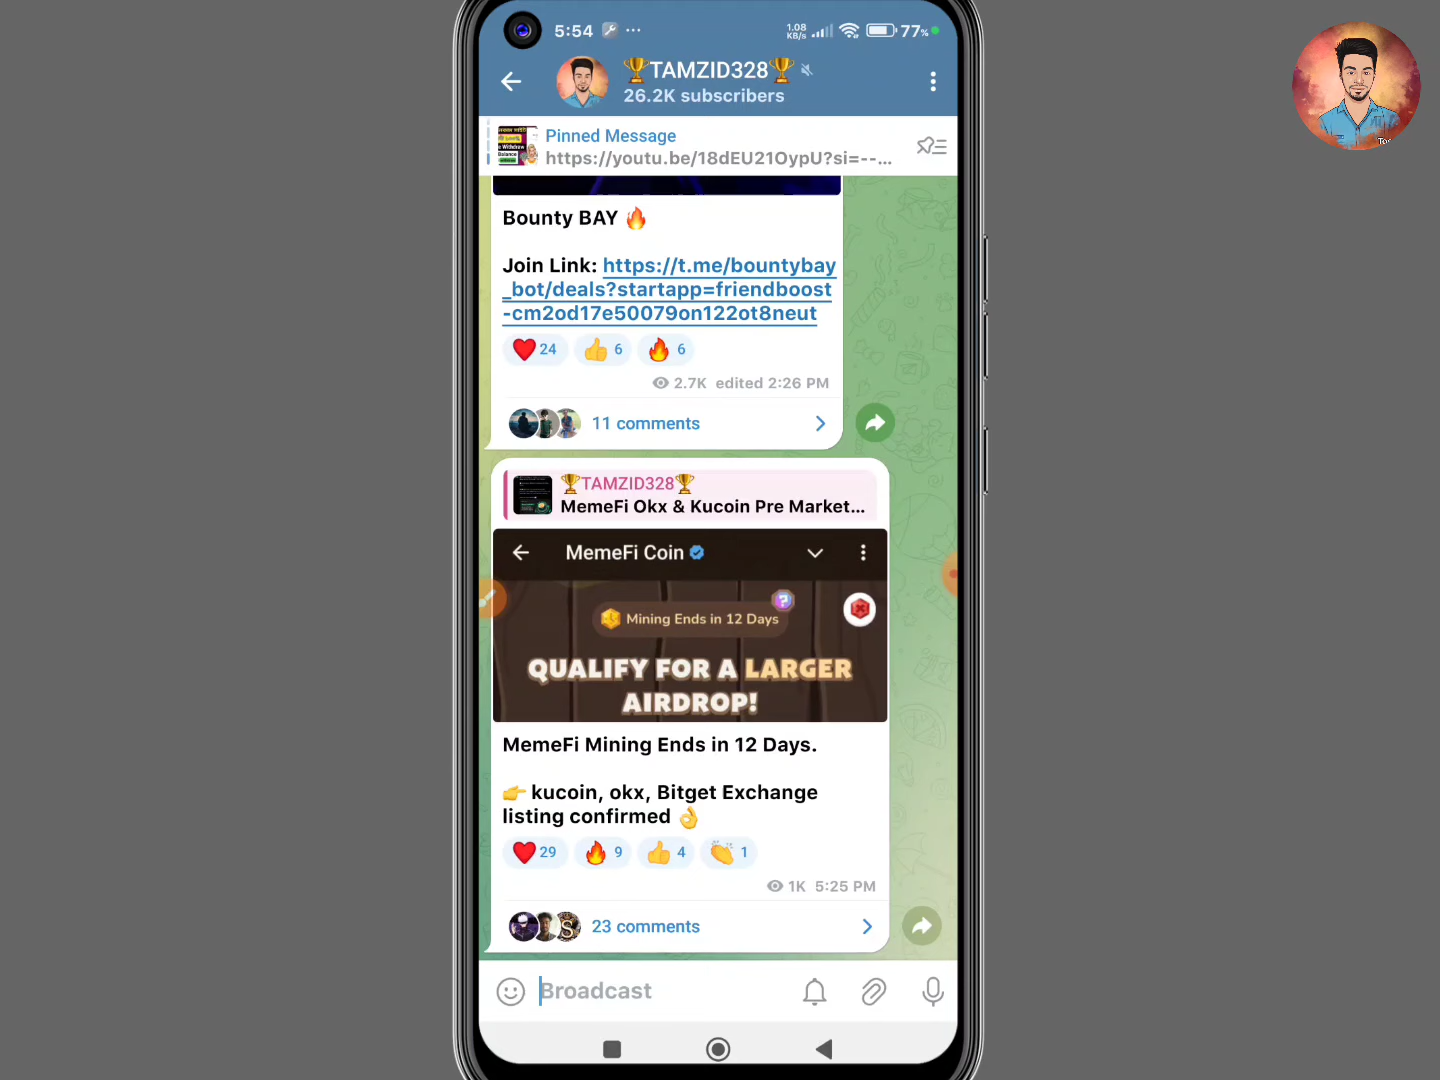 5:54 ...
1.08
KB/s
77%
🏆TAMZID328🏆
26.2K subscribers
Pinned Message
https://youtu.be/18dEU21OypU?si=--...
Bounty BAY 🔥
Join Link: https://t.me/bountybay
_bot/deals?startapp=friendboost
-cm2od17e50079on122ot8neut
❤️ 24 👍 6 🔥 6
2.7K edited 2:26 PM
11 comments
🏆TAMZID328🏆
MemeFi Okx & Kucoin Pre Market...
MemeFi Coin
Mining Ends in 12 Days
QUALIFY FOR A LARGER
AIRDROP!
MemeFi Mining Ends in 12 Days.
👉 kucoin, okx, Bitget Exchange
listing confirmed 👌
❤️ 29 🔥 9 👍 4 👏 1
1K 5:25 PM
23 comments
Broadcast